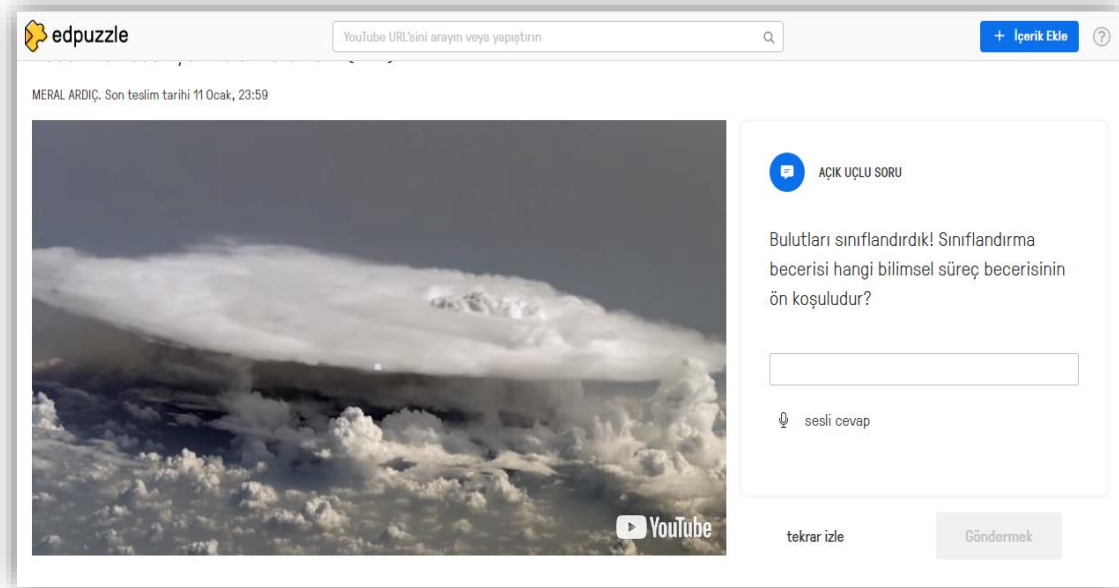 edpuzzle
YouTube URL'sini arayın veya yapıştırın
+ İçerik Ekle
?
MERAL ARDIÇ. Son teslim tarihi 11 Ocak, 23:59
AÇIK UÇLU SORU
Bulutları sınıflandırdık! Sınıflandırma
becerisi hangi bilimsel süreç becerisinin
ön koşuludur?
sesli cevap
YouTube
tekrar izle
Göndermek